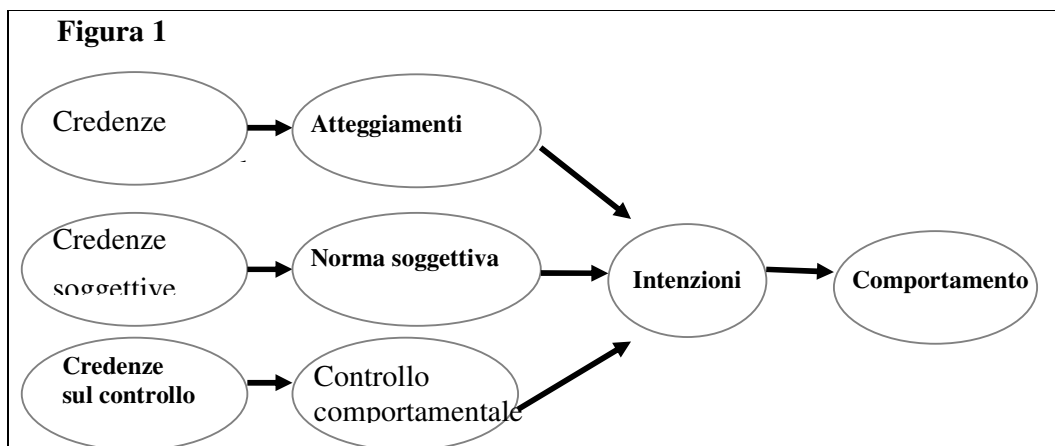 Figura 1
Credenze
Atteggiamenti
Credenze
soggettive
Norma soggettiva
Intenzioni
Comportamento
Credenze
sul controllo
Controllo
comportamentale